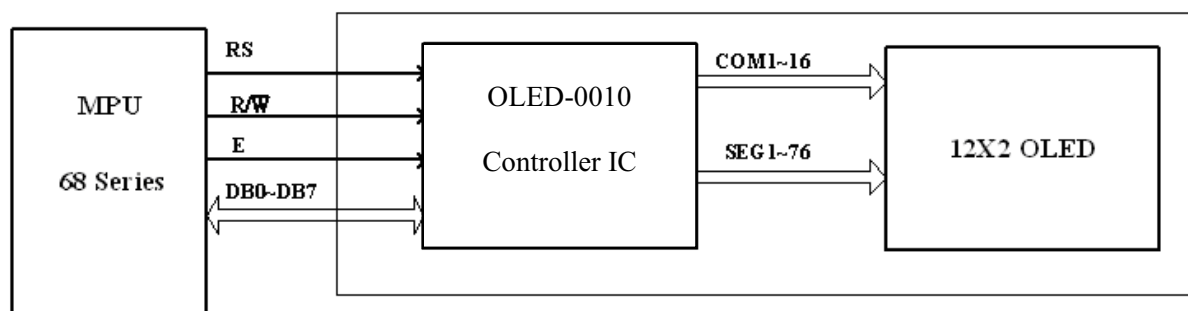 MPU
68 Series
RS
R/W̅
E
DB0~DB7
OLED-0010
Controller IC
COM1~16
SEG1~76
12X2 OLED